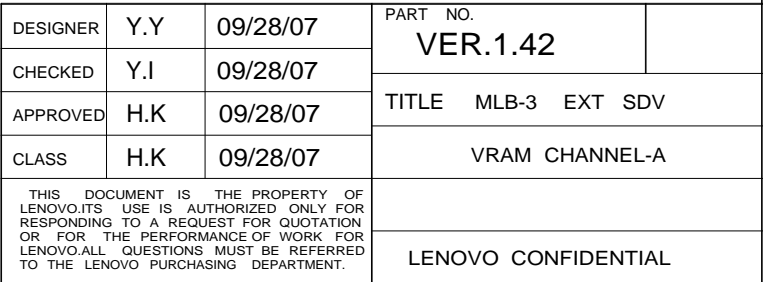 DESIGNER Y.Y 09/28/07
CHECKED Y.I 09/28/07
APPROVED H.K 09/28/07
CLASS H.K 09/28/07
THIS DOCUMENT IS THE PROPERTY OF
LENOVO.ITS USE IS AUTHORIZED ONLY FOR
RESPONDING TO A REQUEST FOR QUOTATION
OR FOR THE PERFORMANCE OF WORK FOR
LENOVO.ALL QUESTIONS MUST BE REFERRED
TO THE LENOVO PURCHASING DEPARTMENT.
PART NO.
VER.1.42
TITLE MLB-3 EXT SDV
VRAM CHANNEL-A
LENOVO CONFIDENTIAL